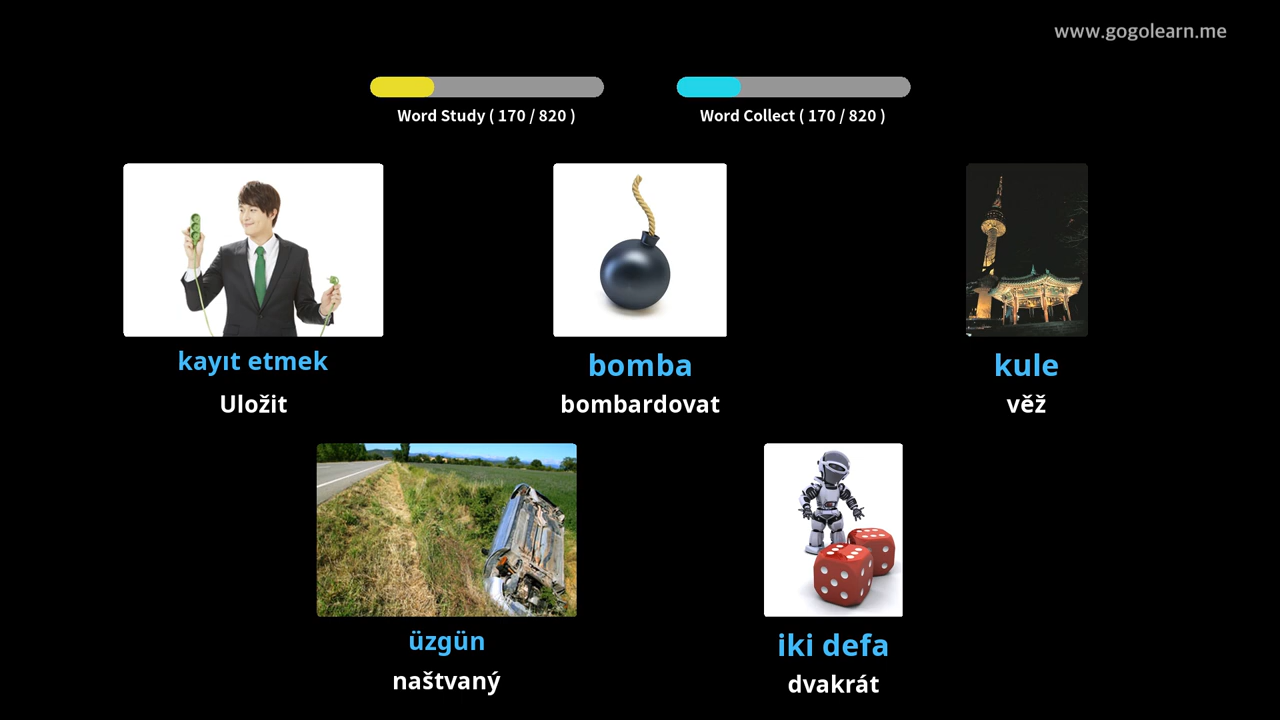 www.gogolearn.me
Word Study ( 170 / 820 )
Word Collect ( 170 / 820 )
kayıt etmek
Uložit
bomba
bombardovat
kule
věž
üzgün
naštvaný
iki defa
dvakrát